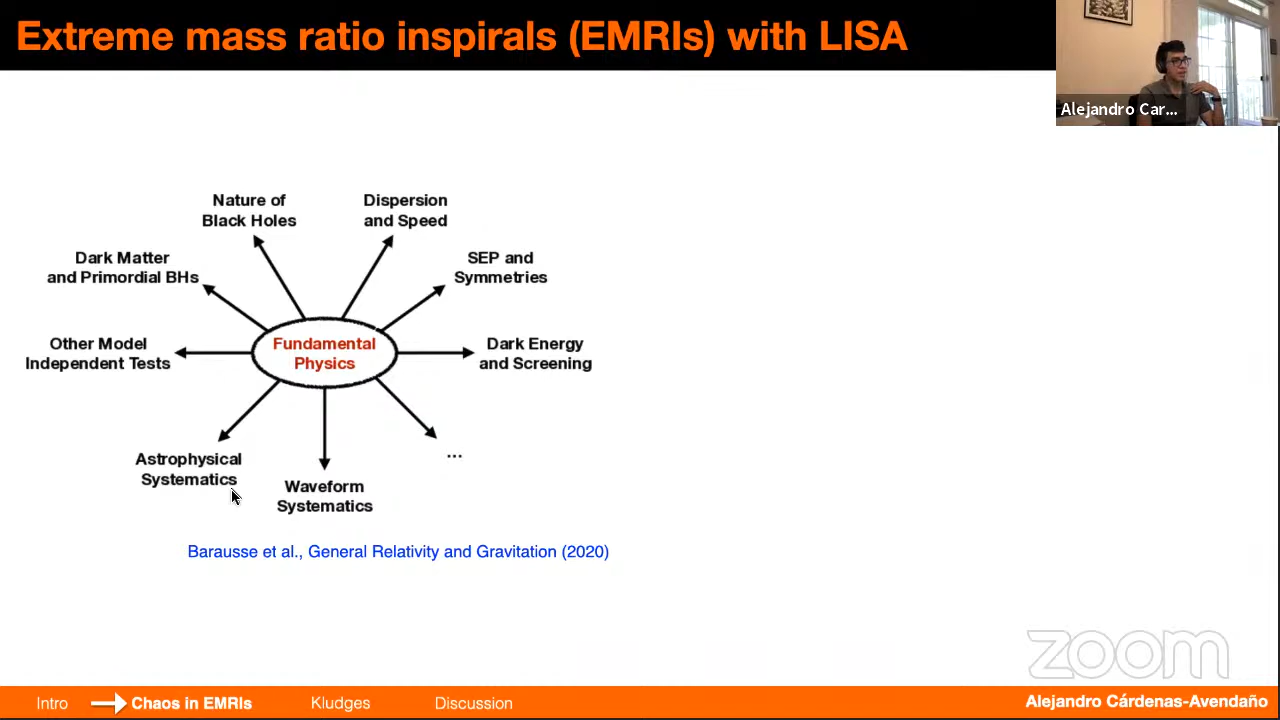 Extreme mass ratio inspirals (EMRIs) with LISA
Alejandro Car...
Nature of
Black Holes
Dispersion
and Speed
Dark Matter
and Primordial BHs
SEP and
Symmetries
Other Model
Independent Tests
Fundamental
Physics
Dark Energy
and Screening
Astrophysical
Systematics
Waveform
Systematics
...
Barausse et al., General Relativity and Gravitation (2020)
zoom
Intro
Chaos in EMRIs
Kludges
Discussion
Alejandro Cárdenas-Avendaño